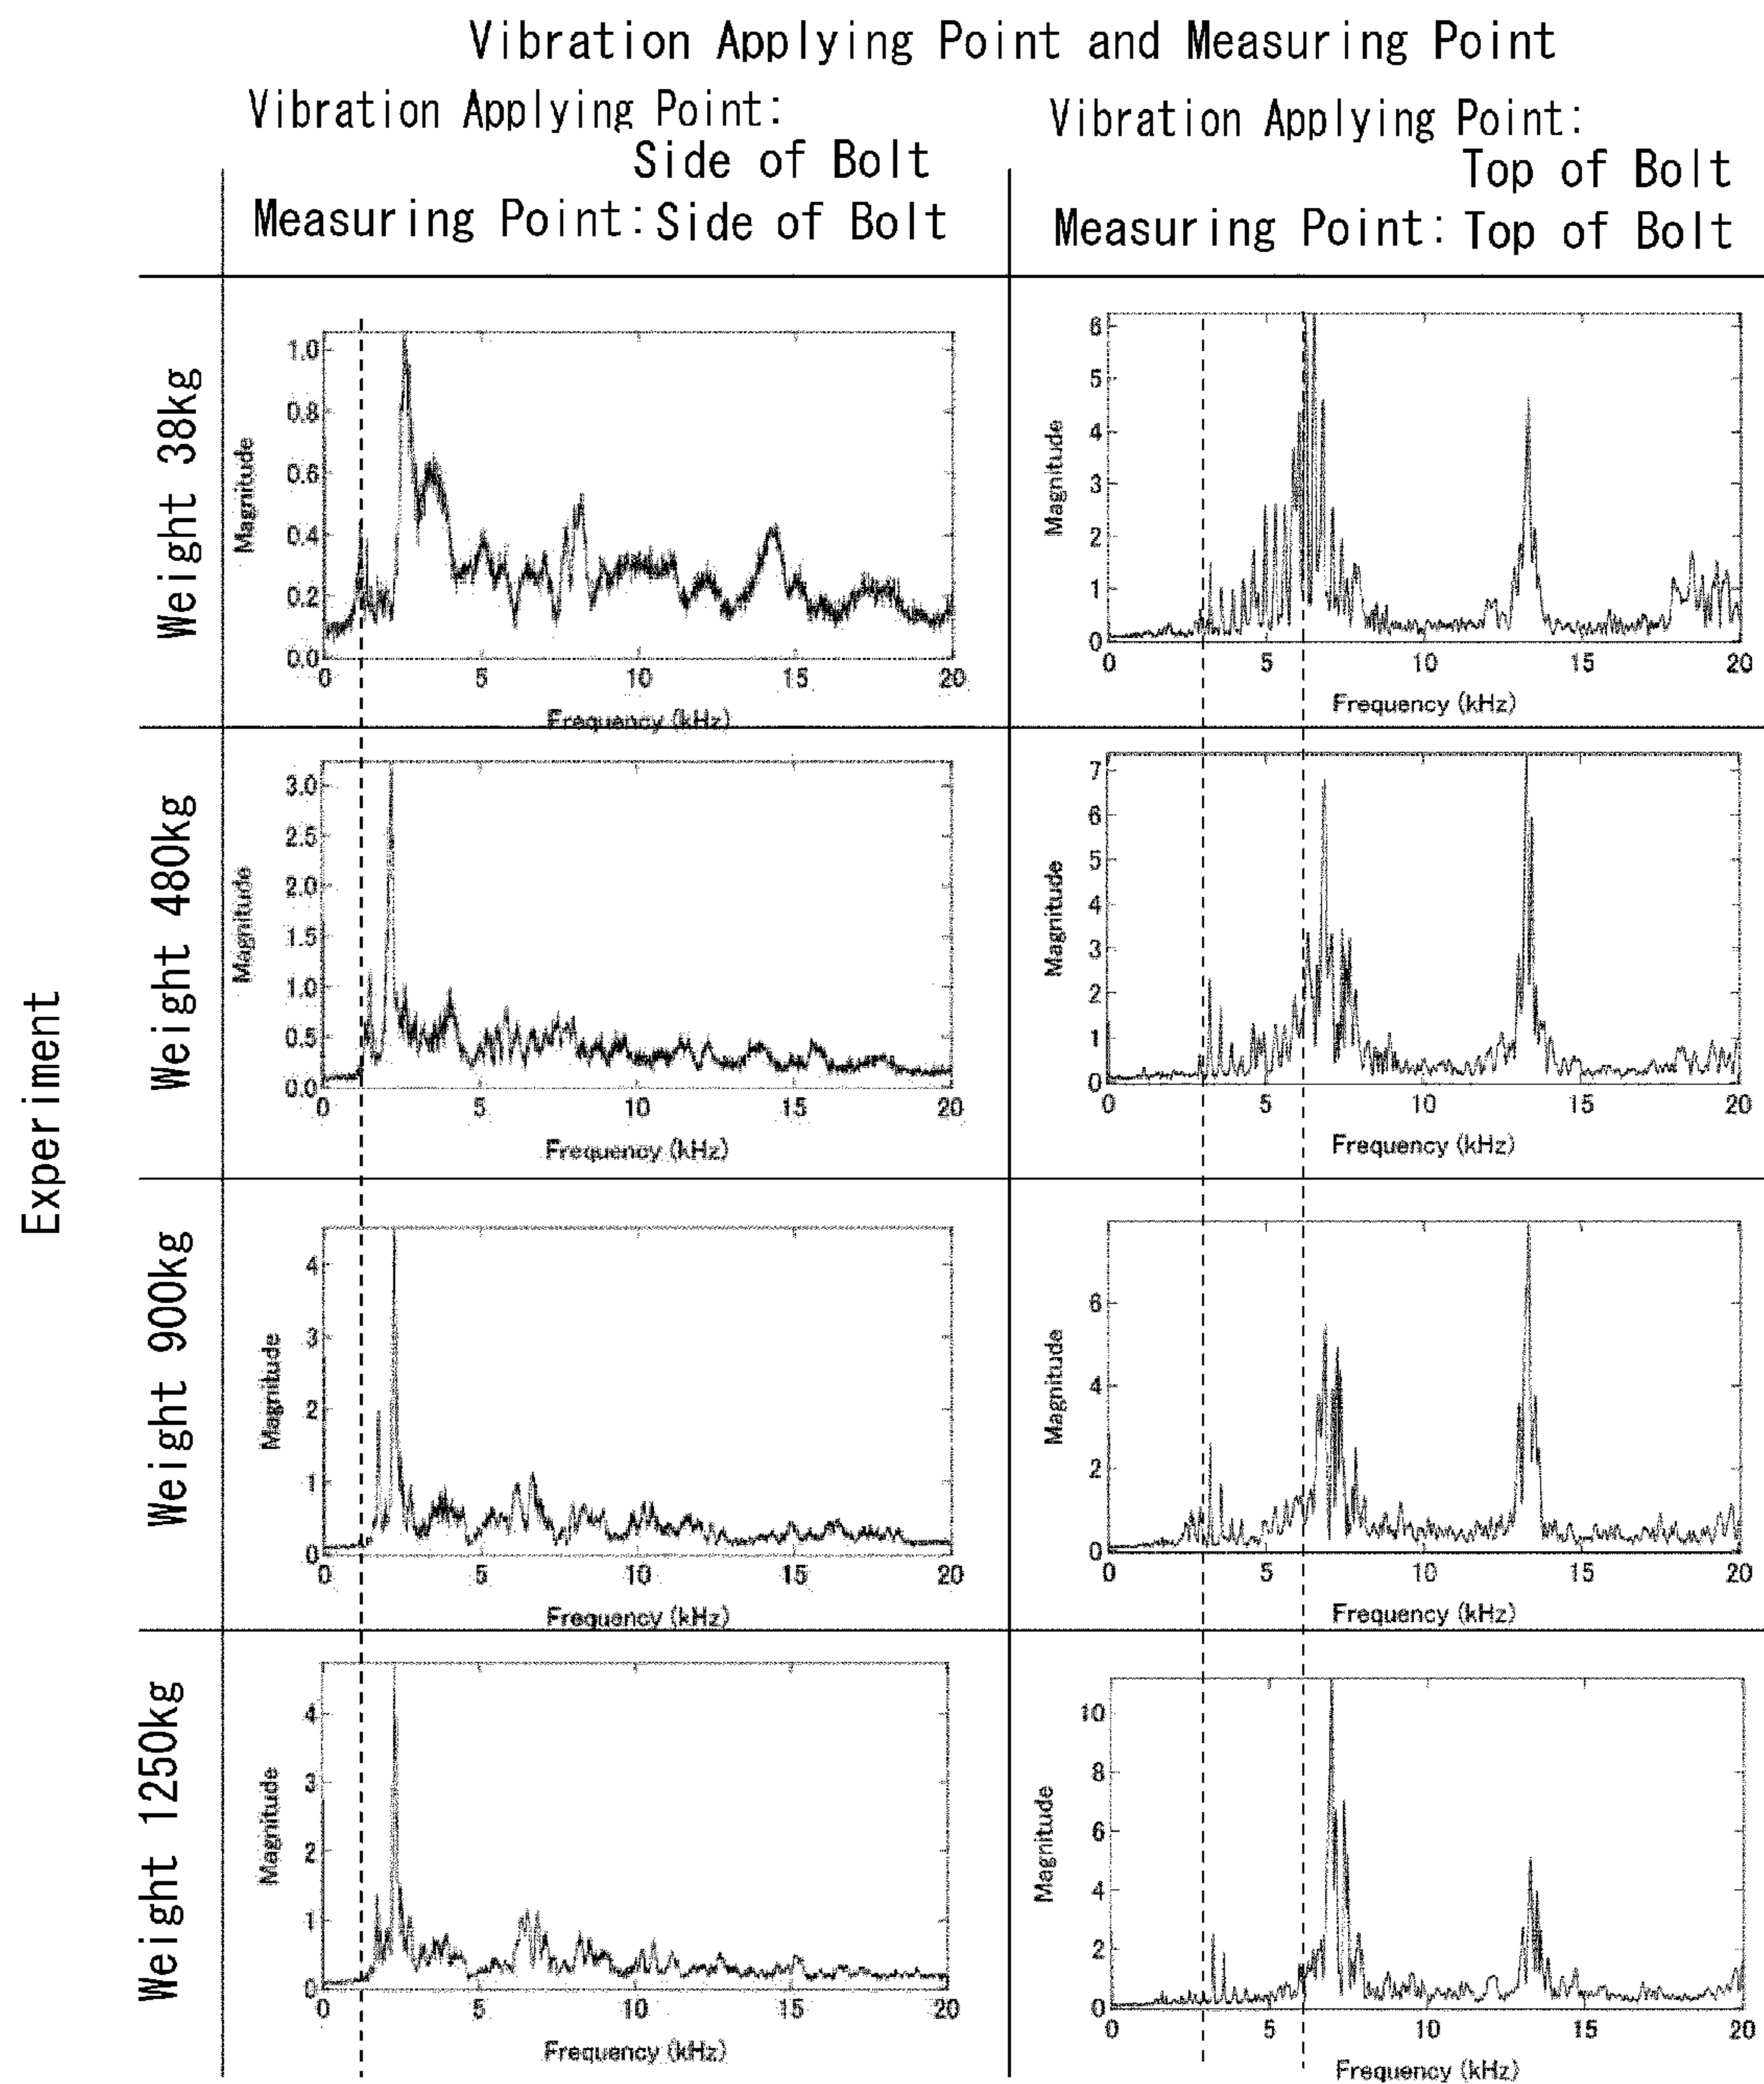 Vibration Applying Point and Measuring Point
Vibration Applying Point:
Side of Bolt
Measuring Point: Side of Bolt
Vibration Applying Point:
Top of Bolt
Measuring Point: Top of Bolt
Experiment
Weight 38kg
Magnitude
1.0
0.8
0.6
0.4
0.2
0.0
0 5 10 15 20
Frequency (kHz)
Magnitude
6
5
4
3
2
1
0
0 5 10 15 20
Frequency (kHz)
Weight 480kg
Magnitude
3.0
2.5
2.0
1.5
1.0
0.5
0.0
0 5 10 15 20
Frequency (kHz)
Magnitude
7
6
5
4
3
2
1
0
0 5 10 15 20
Frequency (kHz)
Weight 900kg
Magnitude
4
3
2
1
0
0 5 10 15 20
Frequency (kHz)
Magnitude
6
4
2
0
0 5 10 15 20
Frequency (kHz)
Weight 1250kg
Magnitude
4
3
2
1
0
0 5 10 15 20
Frequency (kHz)
Magnitude
10
8
6
4
2
0
0 5 10 15 20
Frequency (kHz)